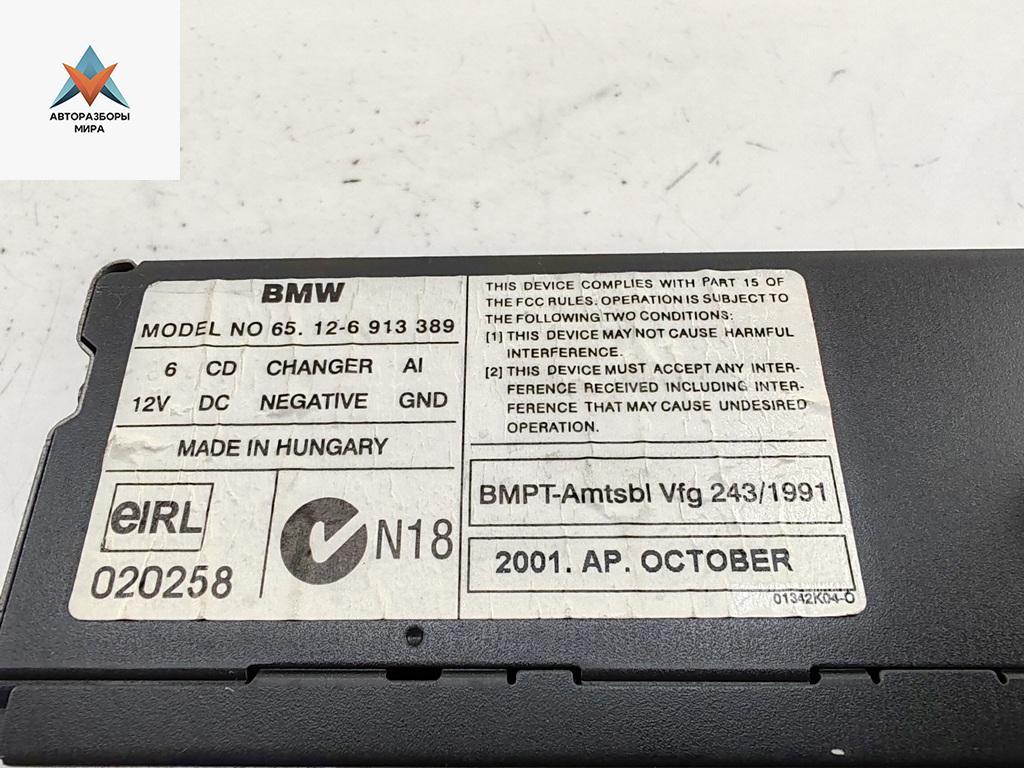 АВТОРАЗБОРЫ
МИРА
BMW
MODEL NO 65. 12-6 913 389
6 CD CHANGER AI
12V DC NEGATIVE GND
MADE IN HUNGARY
eIRL
020258
N18
THIS DEVICE COMPLIES WITH PART 15 OF
THE FCC RULES. OPERATION IS SUBJECT TO
THE FOLLOWING TWO CONDITIONS:
[1] THIS DEVICE MAY NOT CAUSE HARMFUL
INTERFERENCE.
[2] THIS DEVICE MUST ACCEPT ANY INTER-
FERENCE RECEIVED INCLUDING INTER-
FERENCE THAT MAY CAUSE UNDESIRED
OPERATION.
BMPT-Amtsbl Vfg 243/1991
2001. AP. OCTOBER
01342K04-O